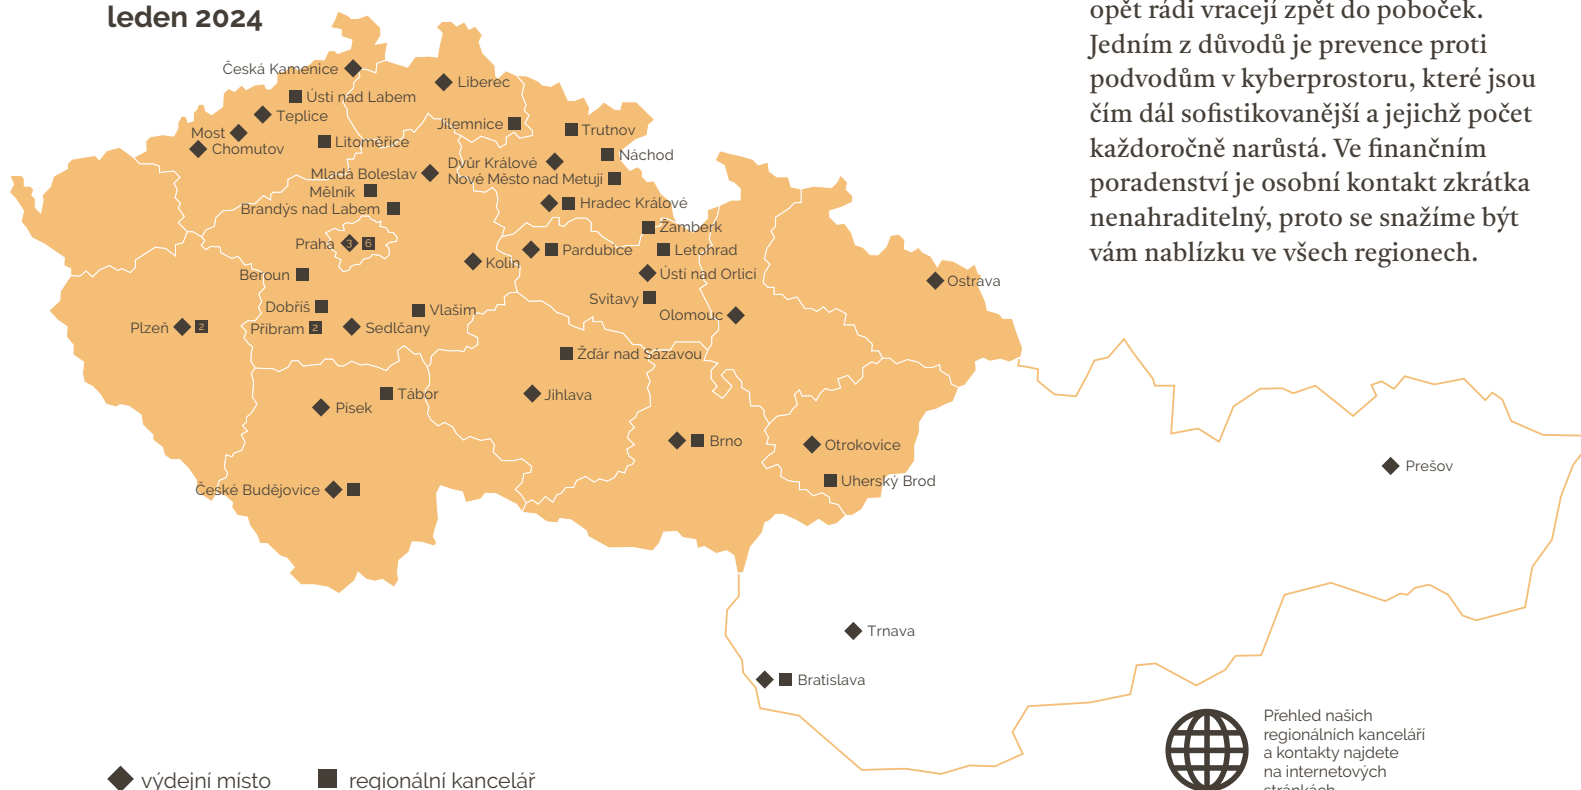 leden 2024
opět rádi vracejí zpět do poboček.
Jedním z důvodů je prevence proti
podvodům v kyberprostoru, které jsou
čím dál sofistikovanější a jejichž počet
každoročně narůstá. Ve finančním
poradenství je osobní kontakt zkrátka
nenahraditelný, proto se snažíme být
vám nablízku ve všech regionech.
Česká Kamenice
Liberec
Ústí nad Labem
Teplice
Jilemnice
Trutnov
Most
Chomutov
Litoměřice
Náchod
Dvůr Králové
Mladá Boleslav
Nové Město nad Metují
Mělník
Brandýs nad Labem
Hradec Králové
Žamberk
Praha 3 6
Pardubice
Letohrad
Kolín
Beroun
Ústí nad Orlicí
Ostrava
Svitavy
Dobříš
Vlašim
Olomouc
Plzeň 2
Příbram 2
Sedlčany
Žďár nad Sázavou
Tábor
Jihlava
Písek
Brno
Otrokovice
Prešov
Uherský Brod
České Budějovice
Trnava
Bratislava
Přehled našich
regionálních kanceláří
a kontakty najdete
na internetových
stránkách
výdejní místo
regionální kancelář